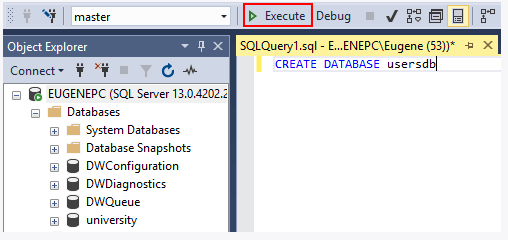 master
Execute
Debug
Object Explorer
SQLQuery1.sql - E...ENEPC\Eugene (53))*
Connect
CREATE DATABASE usersdb
EUGENEPC (SQL Server 13.0.4202.2
Databases
System Databases
Database Snapshots
DWConfiguration
DWDiagnostics
DWQueue
university